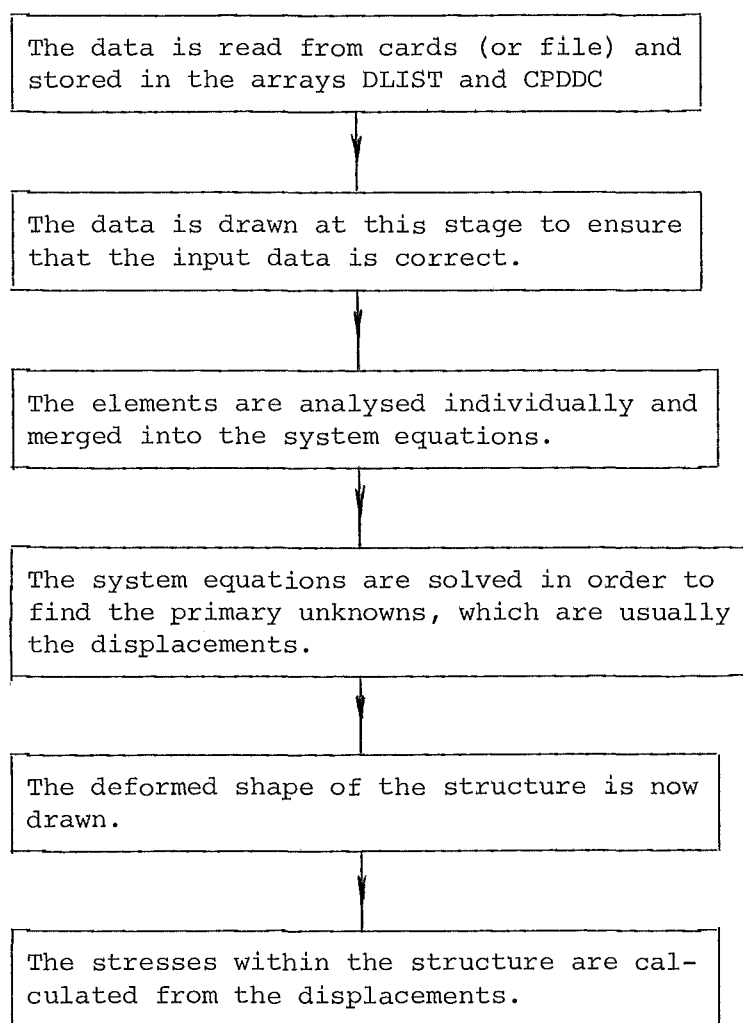 The data is read from cards (or file) and
stored in the arrays DLIST and CPDDC
The data is drawn at this stage to ensure
that the input data is correct.
The elements are analysed individually and
merged into the system equations.
The system equations are solved in order to
find the primary unknowns, which are usually
the displacements.
The deformed shape of the structure is now
drawn.
The stresses within the structure are cal-
culated from the displacements.